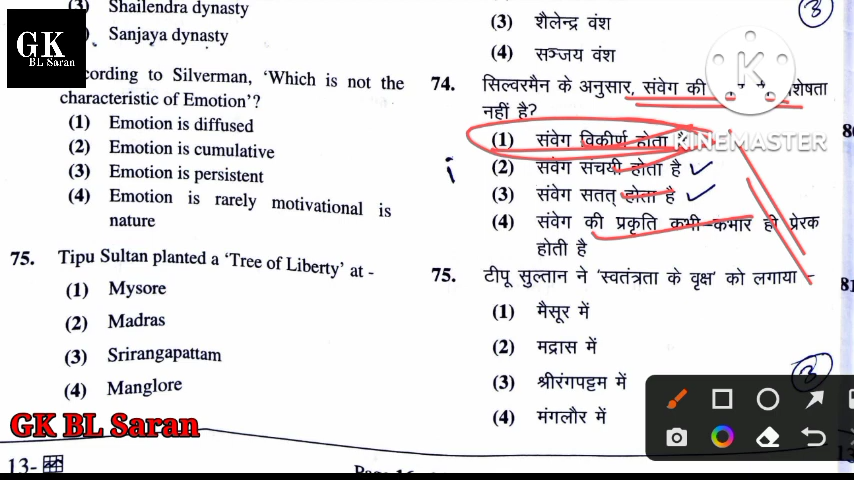 (3) Shailendra dynasty
Sanjaya dynasty
GK
BL Saran
cording to Silverman, 'Which is not the
characteristic of Emotion'?
(1) Emotion is diffused
(2) Emotion is cumulative
(3) Emotion is persistent
(4) Emotion is rarely motivational is
nature
75. Tipu Sultan planted a 'Tree of Liberty' at -
(1) Mysore
(2) Madras
(3) Srirangapattam
(4) Manglore
GK BL Saran
13-
(3) शैलेन्द्र वंश
(4) सञ्जय वंश
3
74. सिल्वरमैन के अनुसार, संवेग की
नहीं है?
(1) संवेग विकीर्ण होता है
(2) संवेग संचयी होता है
(3) संवेग सतत् होता है
(4) संवेग की प्रकृति कभी-कभार ही प्रेरक
होती है
75. टीपू सुल्तान ने 'स्वतंत्रता के वृक्ष' को लगाया -
(1) मैसूर में
(2) मद्रास में
(3) श्रीरंगपट्टम में
(4) मंगलौर में
3
K
KINEMASTER
81